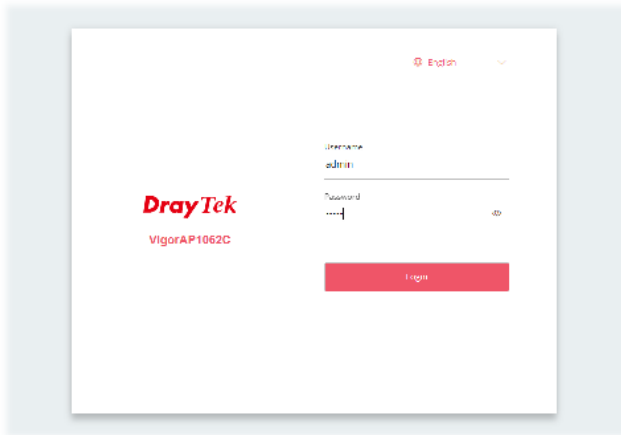 English
Username
admin
Password
•••••
DrayTek
VigorAP1062C
Login